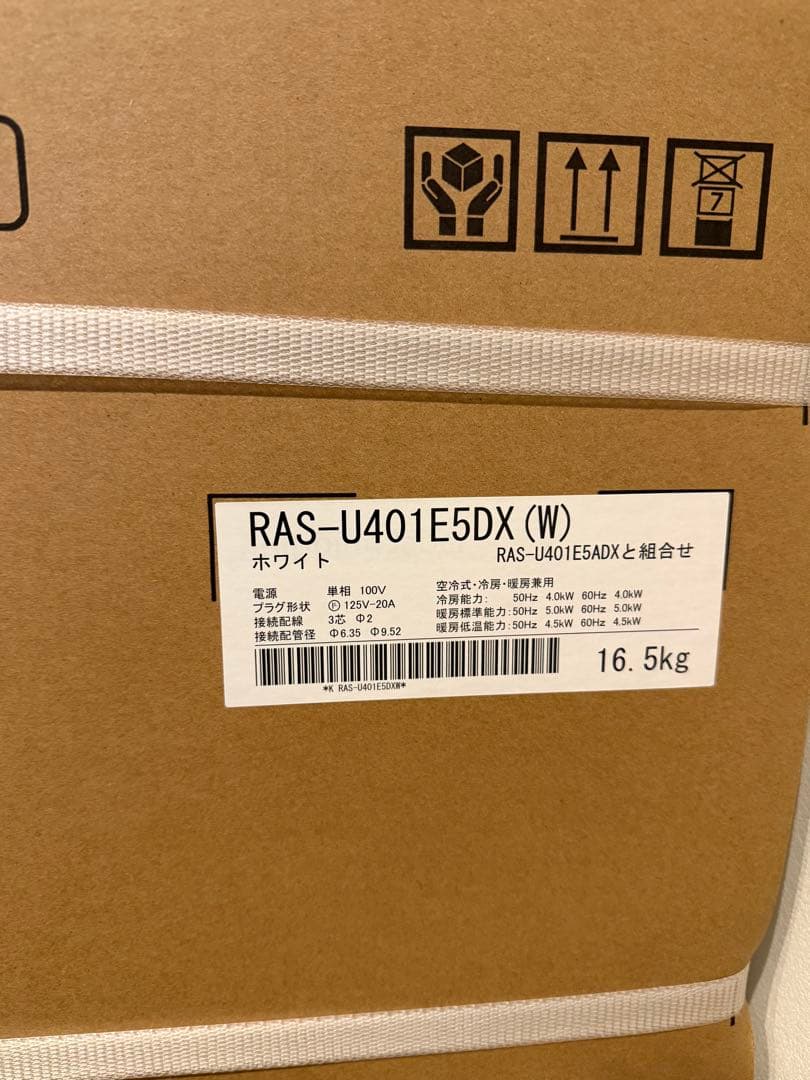 7
RAS-U401E5DX(W)
ホワイト
RAS-U401E5ADXと組合せ
電源 単相 100V
プラグ形状 Ⓟ 125V-20A
接続配線 3芯 Φ2
接続配管径 Φ6.35 Φ9.52
空冷式・冷房・暖房兼用
冷房能力: 50Hz 4.0kW 60Hz 4.0kW
暖房標準能力:50Hz 5.0kW 60Hz 5.0kW
暖房低温能力:50Hz 4.5kW 60Hz 4.5kW
*K RAS-U401E5DXW*
16.5kg